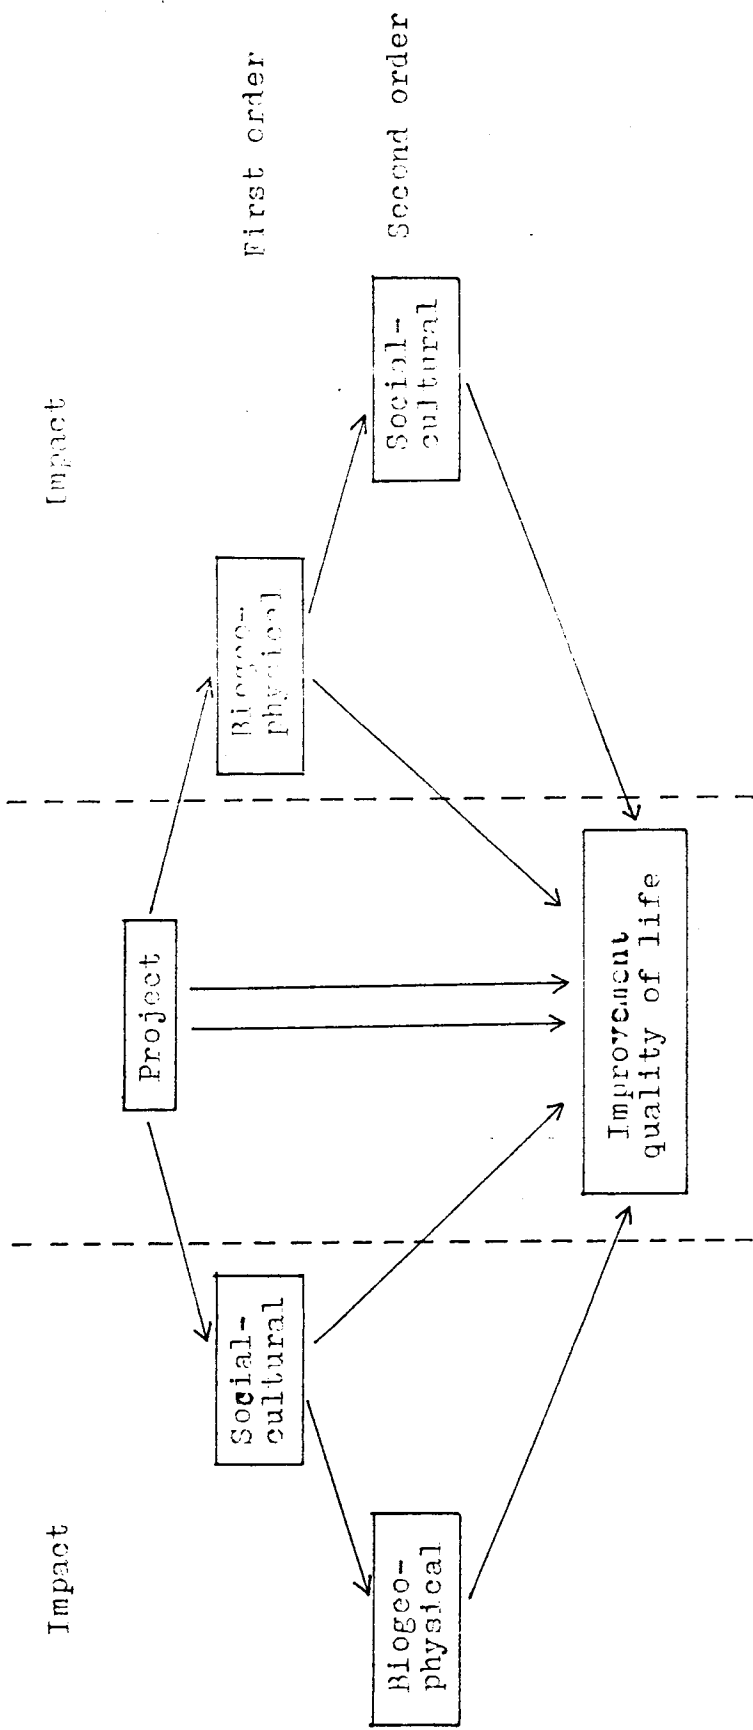 Impact
Impact
Project
First order
Social-
cultural
Biogeo-
physical
Second order
Biogeo-
physical
Social-
cultural
Improvement
quality of life